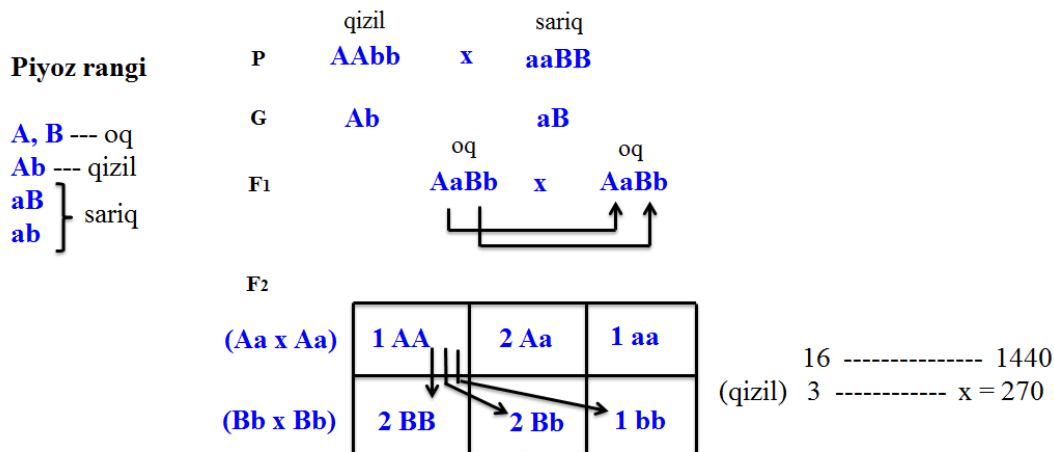 qizil sariq
P AAbb x aaBB
Piyoz rangi
G Ab aB
A, B --- oq
Ab --- qizil
aB
ab
sariq
oq oq
F1 AaBb x AaBb
F2
(Aa x Aa) 1 AA 2 Aa 1 aa
(Bb x Bb) 2 BB 2 Bb 1 bb
16 --------------- 1440
(qizil) 3 ------------ x = 270